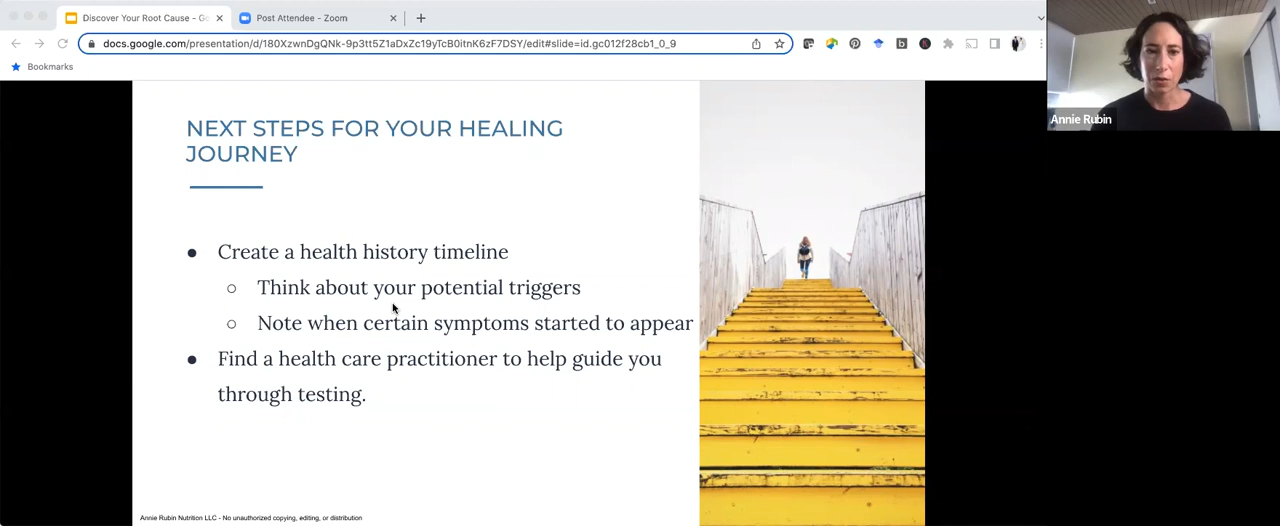 Discover Your Root Cause - Go
Post Attendee - Zoom
docs.google.com/presentation/d/180XzwnDgQNk-9p3tt5Z1aDxZc19yTcB0itnK6zF7DSY/edit#slide=id.gc012f28cb1_0_9
Bookmarks
Annie Rubin
NEXT STEPS FOR YOUR HEALING
JOURNEY
● Create a health history timeline
○ Think about your potential triggers
○ Note when certain symptoms started to appear
● Find a health care practitioner to help guide you
through testing.
Annie Rubin Nutrition LLC - No unauthorized copying, editing, or distribution